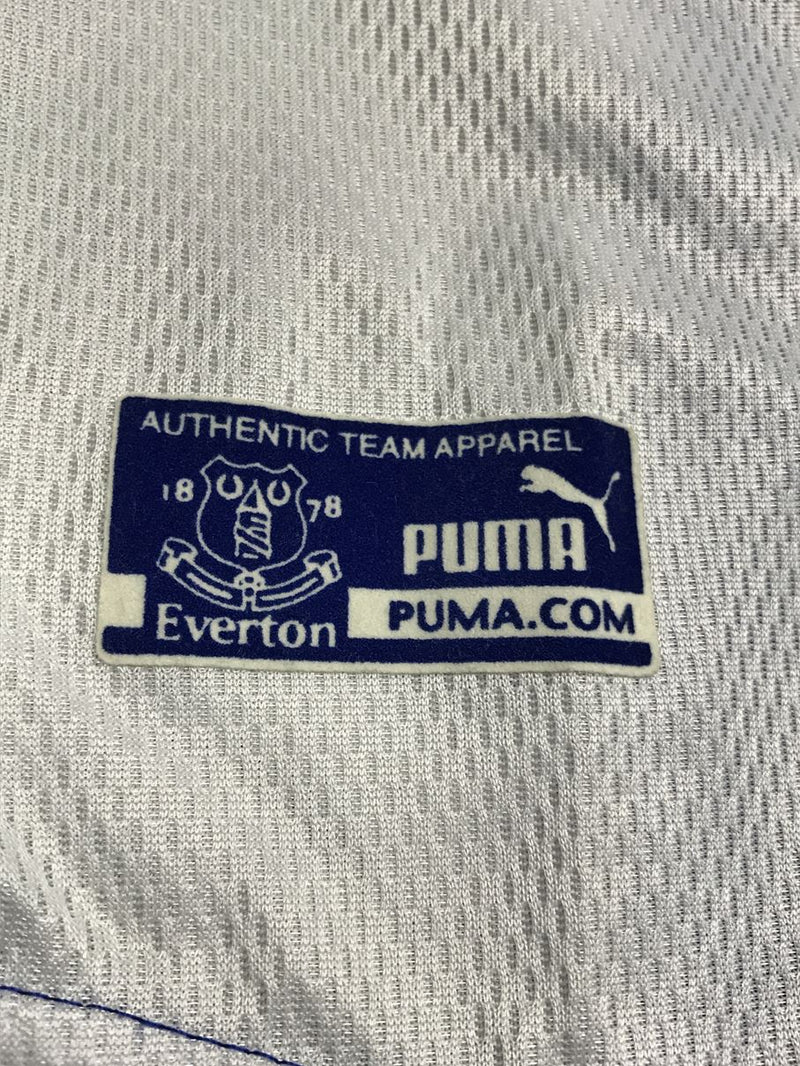 AUTHENTIC TEAM APPAREL
18 78
Everton
PUMA
PUMA.COM